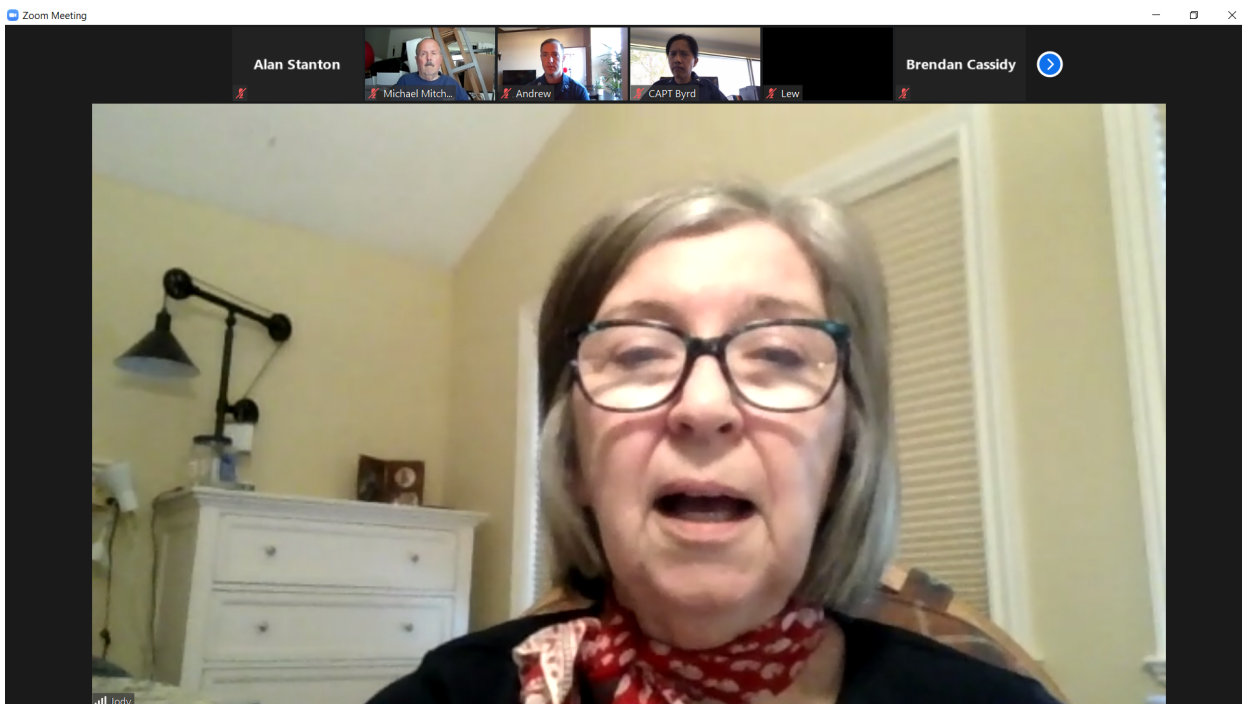 Zoom Meeting
Alan Stanton
Michael Mitch...
Andrew
CAPT Byrd
Lew
Brendan Cassidy
Jody